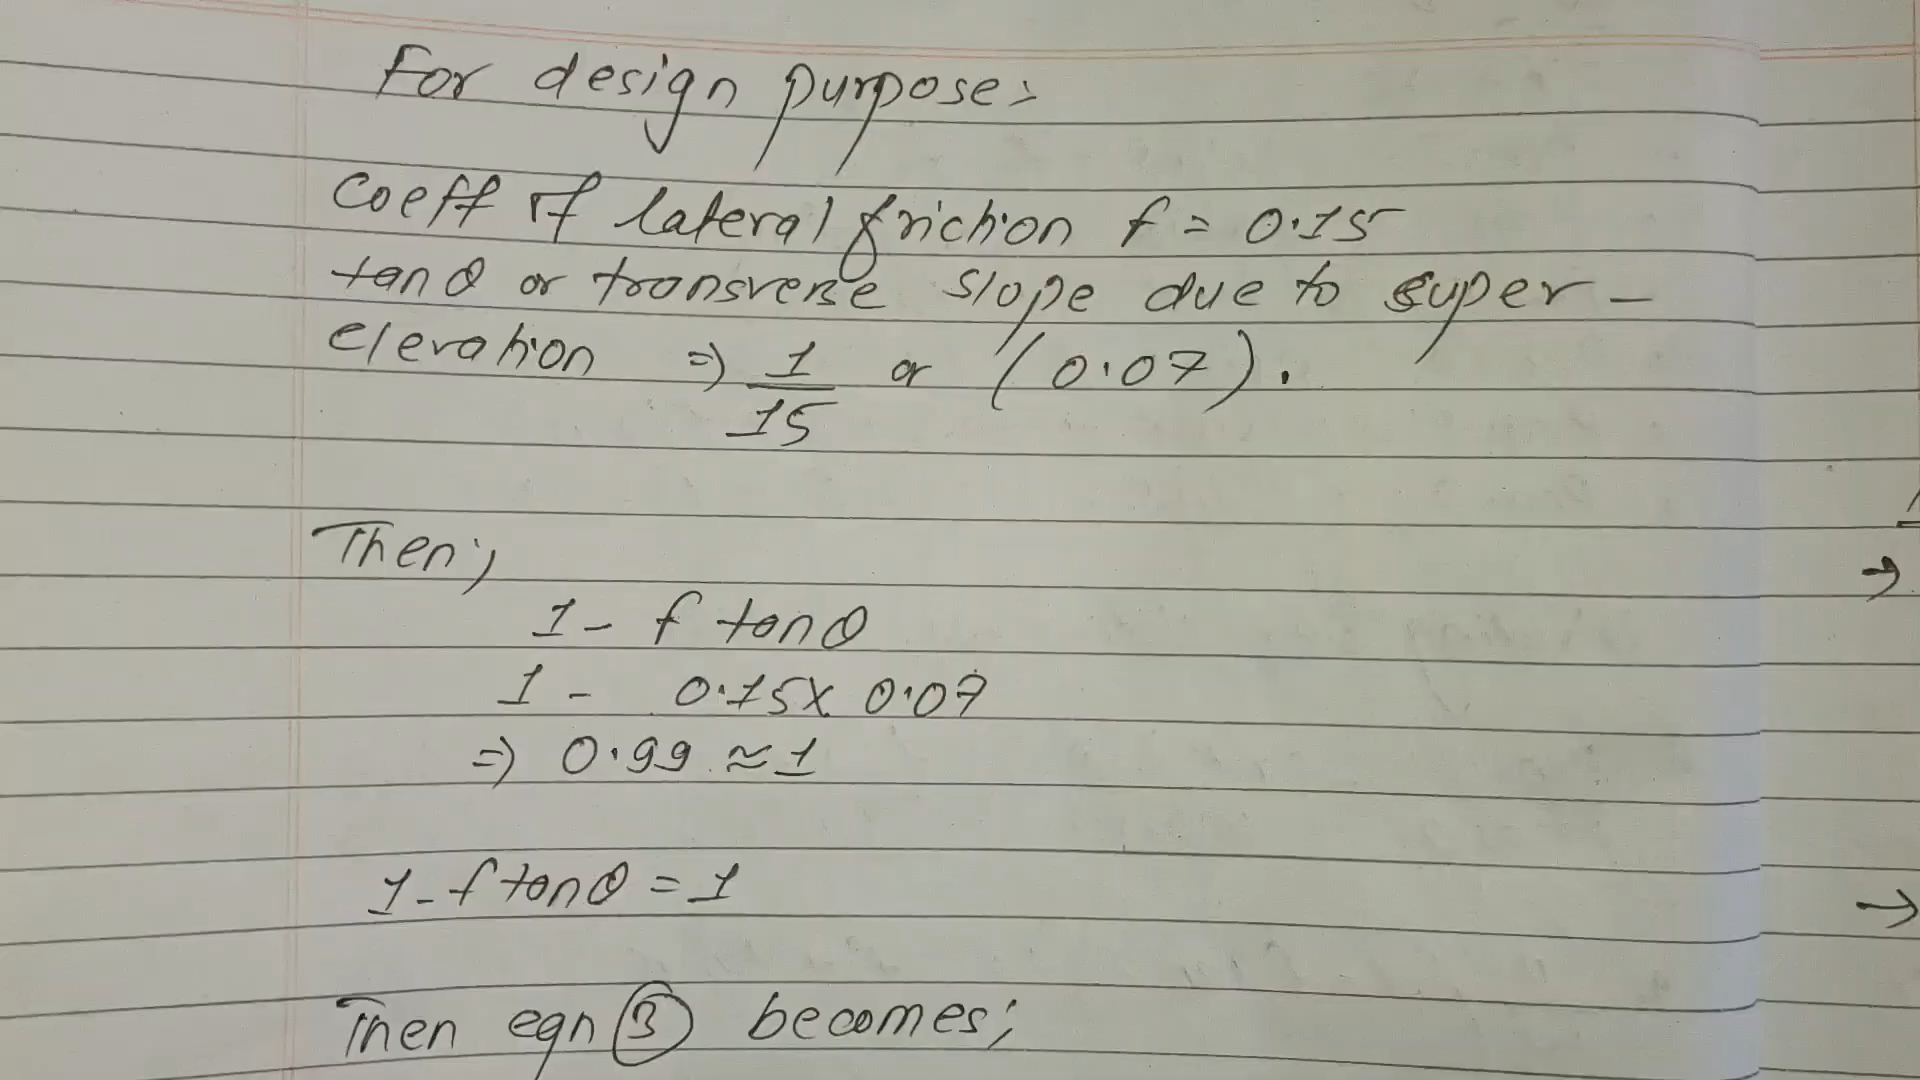 For design purpose:
Coeff of lateral friction f = 0.15
tanθ or transverse slope due to super-
elevation => 1/15 or (0.07).
Then;
1 - f tanθ
1 - 0.15 x 0.07
=> 0.99 ≈ 1
1 - f tanθ = 1
Then eqn ③ becomes;
→
→